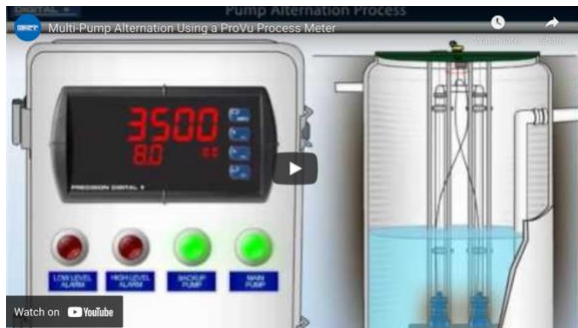 Pump Alternation Process
Multi-Pump Alternation Using a ProVu Process Meter
3500
8.0
PRECISION DIGITAL
LOW LEVEL
ALARM
HIGH LEVEL
ALARM
BACKUP
PUMP
MAIN
PUMP
Watch on YouTube